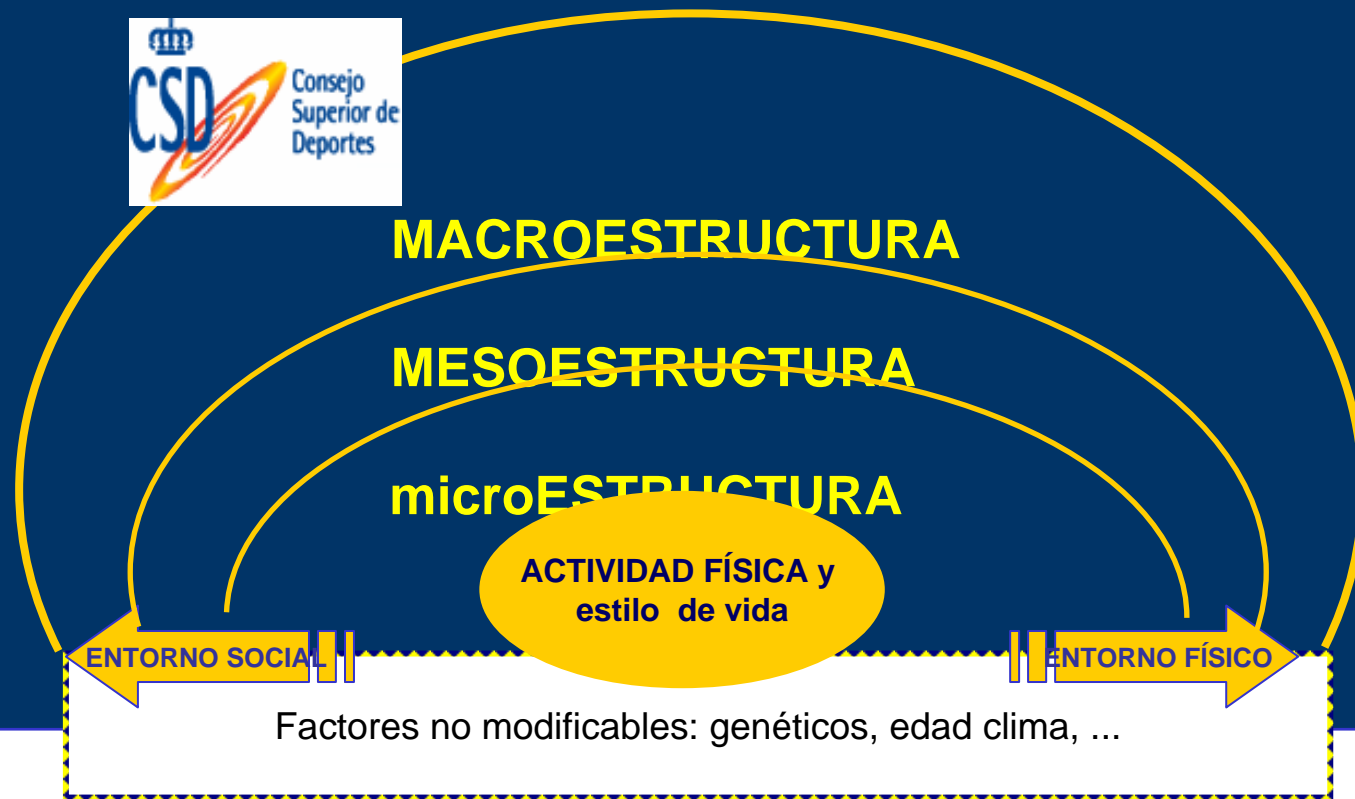 CSD
Consejo
Superior de
Deportes
MACROESTRUCTURA
MESOESTRUCTURA
microESTRUCTURA
ACTIVIDAD FÍSICA y
estilo de vida
ENTORNO SOCIAL
ENTORNO FÍSICO
Factores no modificables: genéticos, edad clima, ...